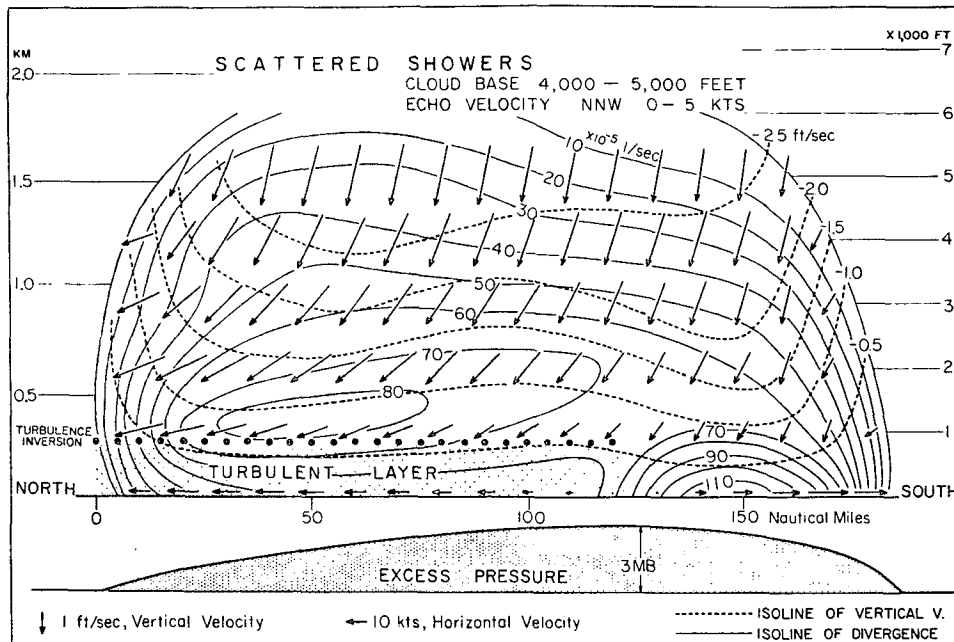 KM
X 1,000 FT
7
2.0
SCATTERED SHOWERS
CLOUD BASE 4,000 – 5,000 FEET
ECHO VELOCITY NNW 0 – 5 KTS
6
10 X10⁻⁵ 1/sec
-2.5 ft/sec
1.5
20
-2.0
5
30
-1.5
40
4
1.0
50
-1.0
60
3
70
-0.5
2
0.5
80
TURBULENCE
INVERSION
70
1
TURBULENT LAYER
90
110
NORTH
SOUTH
0
50
100
150
Nautical Miles
3MB
EXCESS PRESSURE
1 ft/sec, Vertical Velocity
10 kts, Horizontal Velocity
ISOLINE OF VERTICAL V.
ISOLINE OF DIVERGENCE